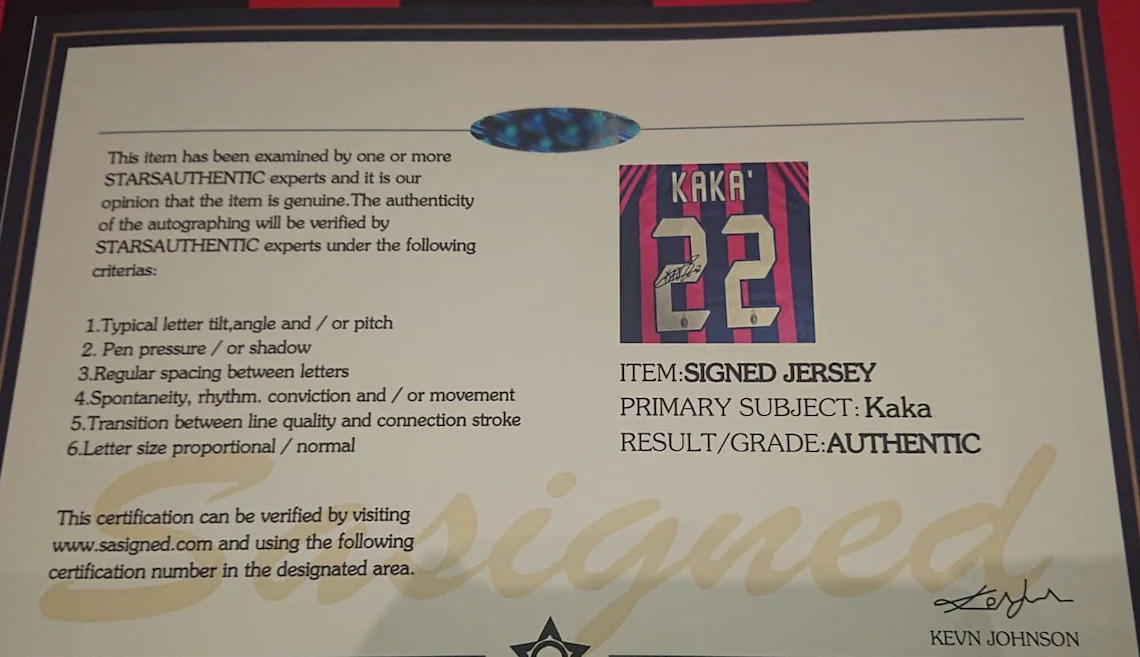 This item has been examined by one or more
STARSAUTHENTIC experts and it is our
opinion that the item is genuine.The authenticity
of the autographing will be verified by
STARSAUTHENTIC experts under the following
criterias:
1.Typical letter tilt,angle and / or pitch
2. Pen pressure / or shadow
3.Regular spacing between letters
4.Spontaneity, rhythm. conviction and / or movement
5.Transition between line quality and connection stroke
6.Letter size proportional / normal
This certification can be verified by visiting
www.sasigned.com and using the following
certification number in the designated area.
KAKA'
22
ITEM:SIGNED JERSEY
PRIMARY SUBJECT: Kaka
RESULT/GRADE:AUTHENTIC
Sasigned
KEVN JOHNSON